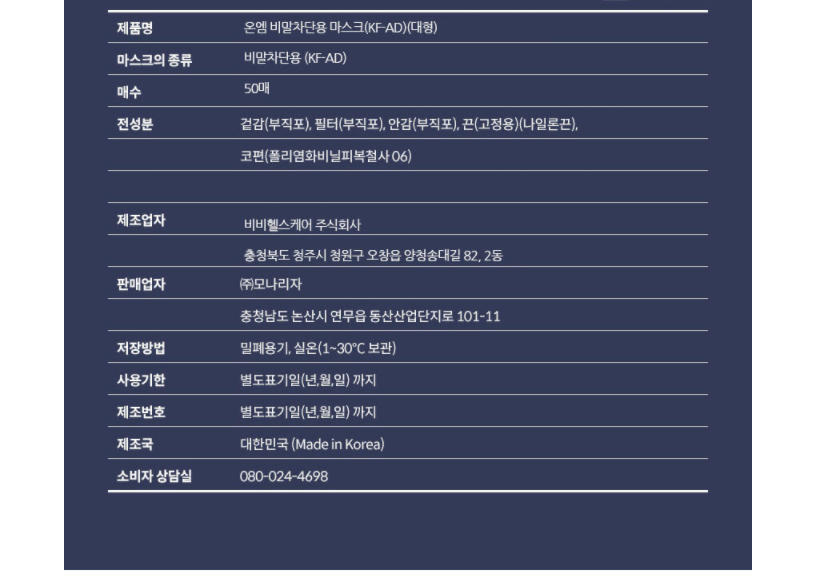 제품명 온엠 비말차단용 마스크(KF-AD)(대형)
마스크의 종류 비말차단용 (KF-AD)
매수 50매
전성분 겉감(부직포), 필터(부직포), 안감(부직포), 끈(고정용)(나일론끈),
코편(폴리염화비닐피복철사 06)
제조업자 비비헬스케어 주식회사
충청북도 청주시 청원구 오창읍 양청송대길 82, 2동
판매업자 ㈜모나리자
충청남도 논산시 연무읍 동산산업단지로 101-11
저장방법 밀폐용기, 실온(1~30℃ 보관)
사용기한 별도표기일(년,월,일) 까지
제조번호 별도표기일(년,월,일) 까지
제조국 대한민국 (Made in Korea)
소비자 상담실 080-024-4698